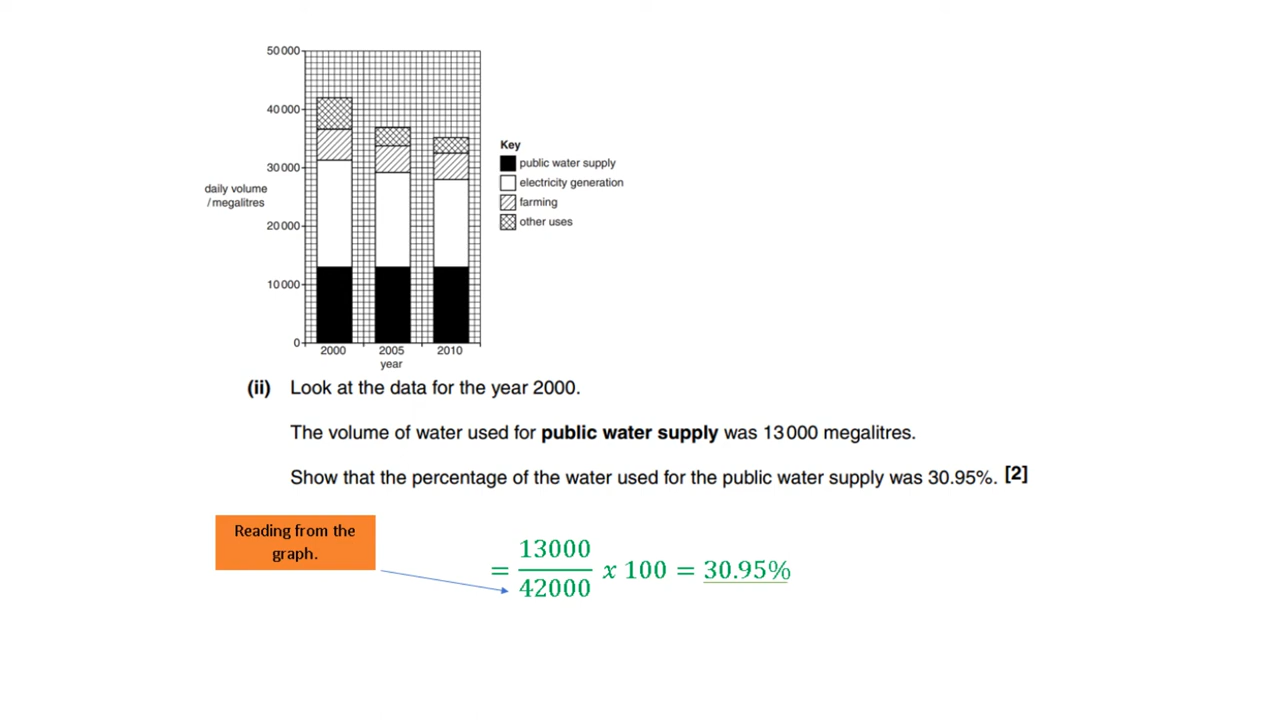 50 000
40 000
30 000
20 000
10 000
0
daily volume
/ megalitres
2000 2005 2010
year
Key
public water supply
electricity generation
farming
other uses
(ii) Look at the data for the year 2000.
The volume of water used for public water supply was 13 000 megalitres.
Show that the percentage of the water used for the public water supply was 30.95%. [2]
Reading from the
graph.
= 13000/42000 x 100 = 30.95%